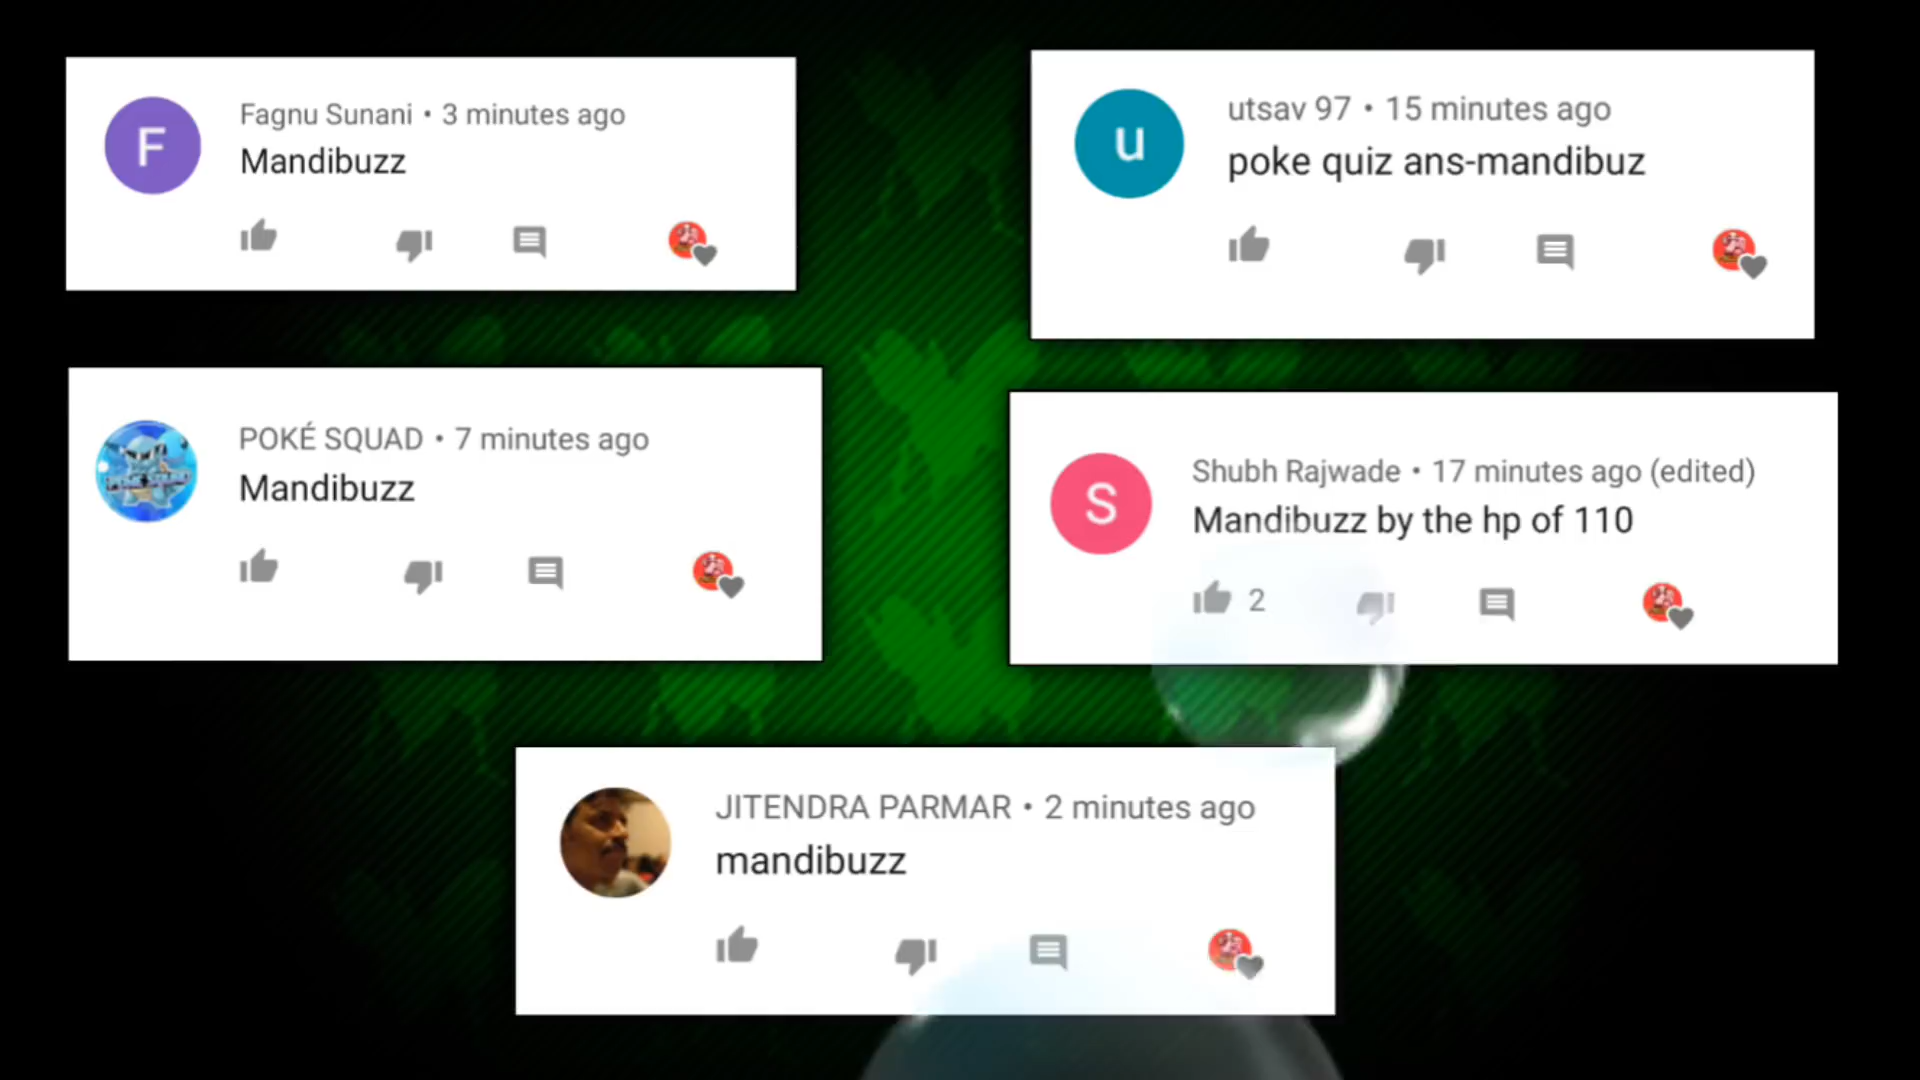 Fagnu Sunani • 3 minutes ago
Mandibuzz
F
utsav 97 • 15 minutes ago
poke quiz ans-mandibuz
u
POKÉ SQUAD • 7 minutes ago
Mandibuzz
POKÉ SQUAD
Shubh Rajwade • 17 minutes ago (edited)
Mandibuzz by the hp of 110
S
2
JITENDRA PARMAR • 2 minutes ago
mandibuzz